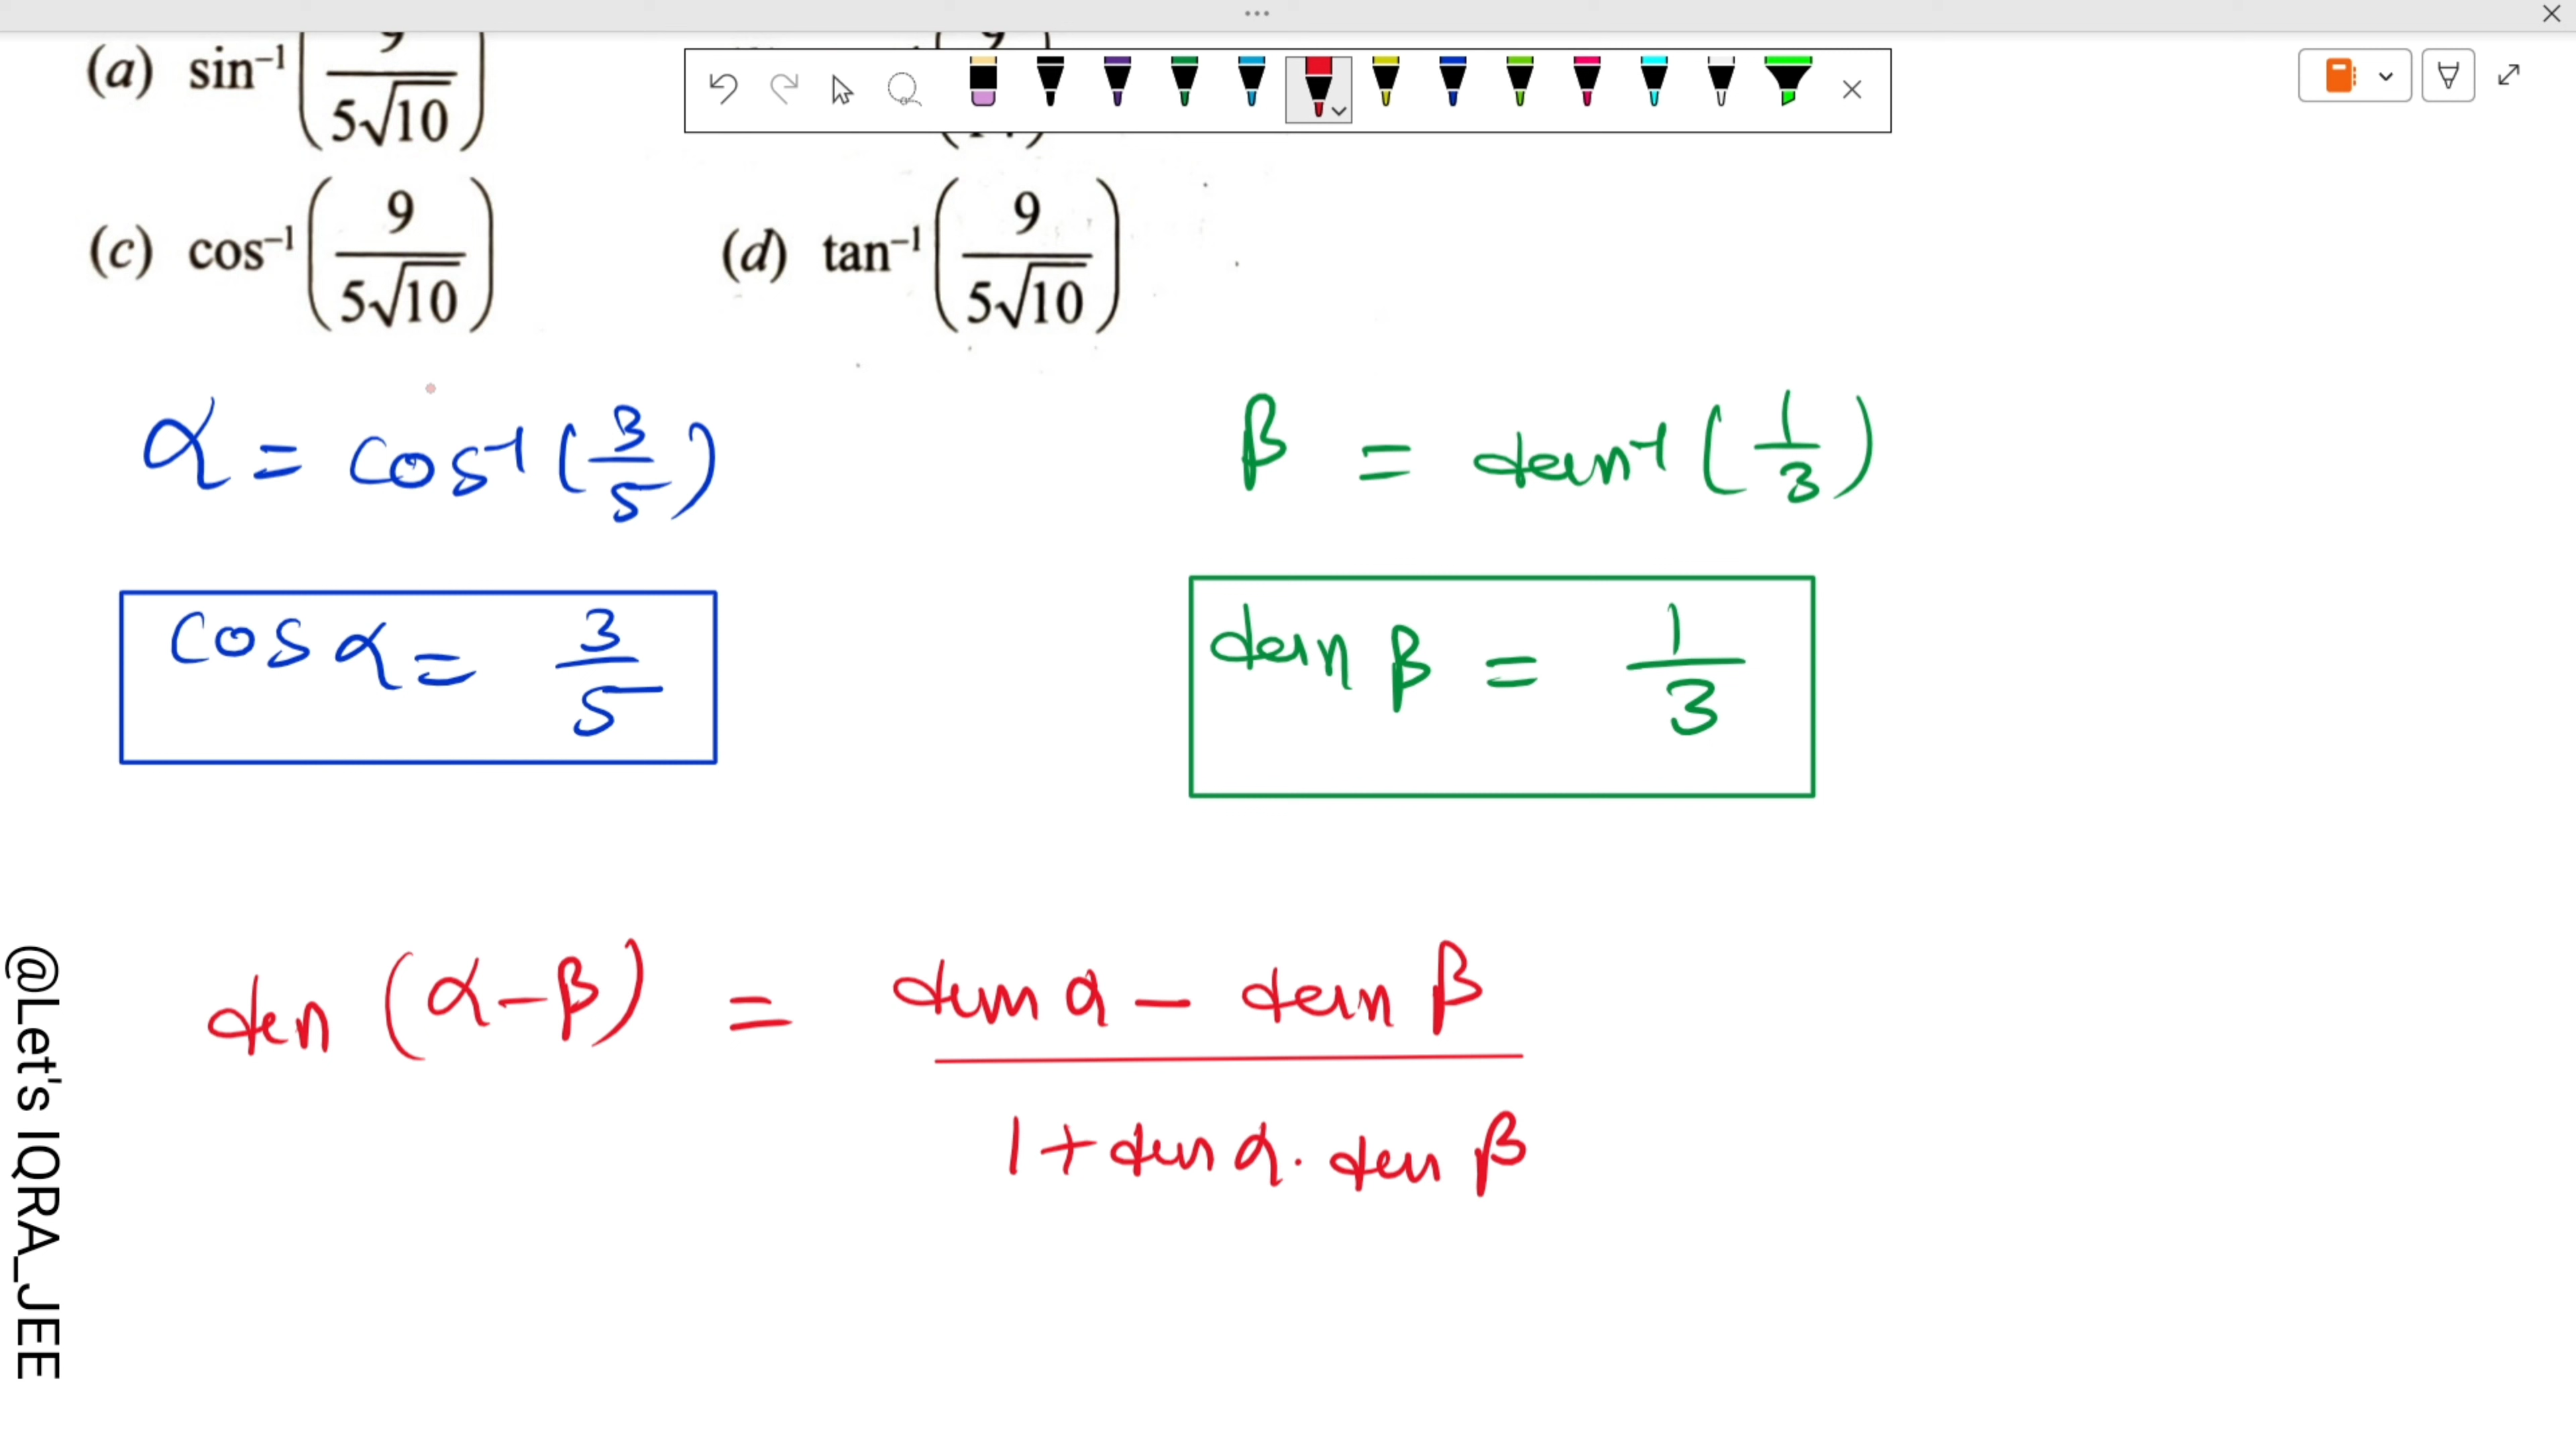 (a) sin⁻¹(9/(5√10))
(c) cos⁻¹(9/(5√10)) (d) tan⁻¹(9/(5√10))
α = cos⁻¹(3/5) β = tan⁻¹(1/3)
cos α = 3/5 tan β = 1/3
tan (α−β) = (tan α − tan β)/(1 + tan α · tan β)
@Let's IQRA_JEE